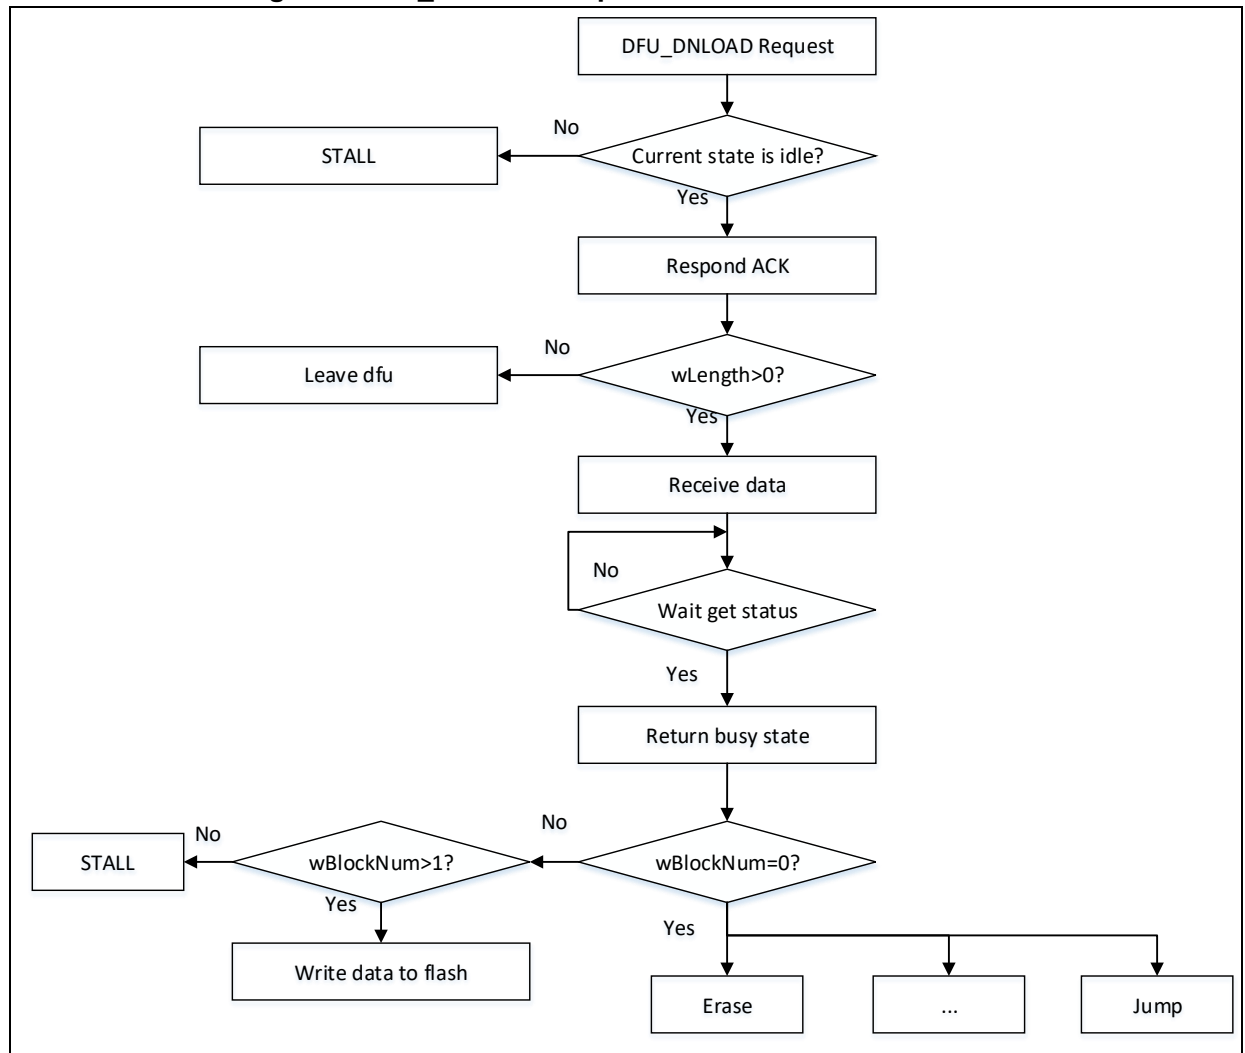 DFU_DNLOAD Request
No
STALL
Current state is idle?
Yes
Respond ACK
No
Leave dfu
wLength>0?
Yes
Receive data
No
Wait get status
Yes
Return busy state
No
No
STALL
wBlockNum>1?
wBlockNum=0?
Yes
Yes
Write data to flash
Erase
...
Jump